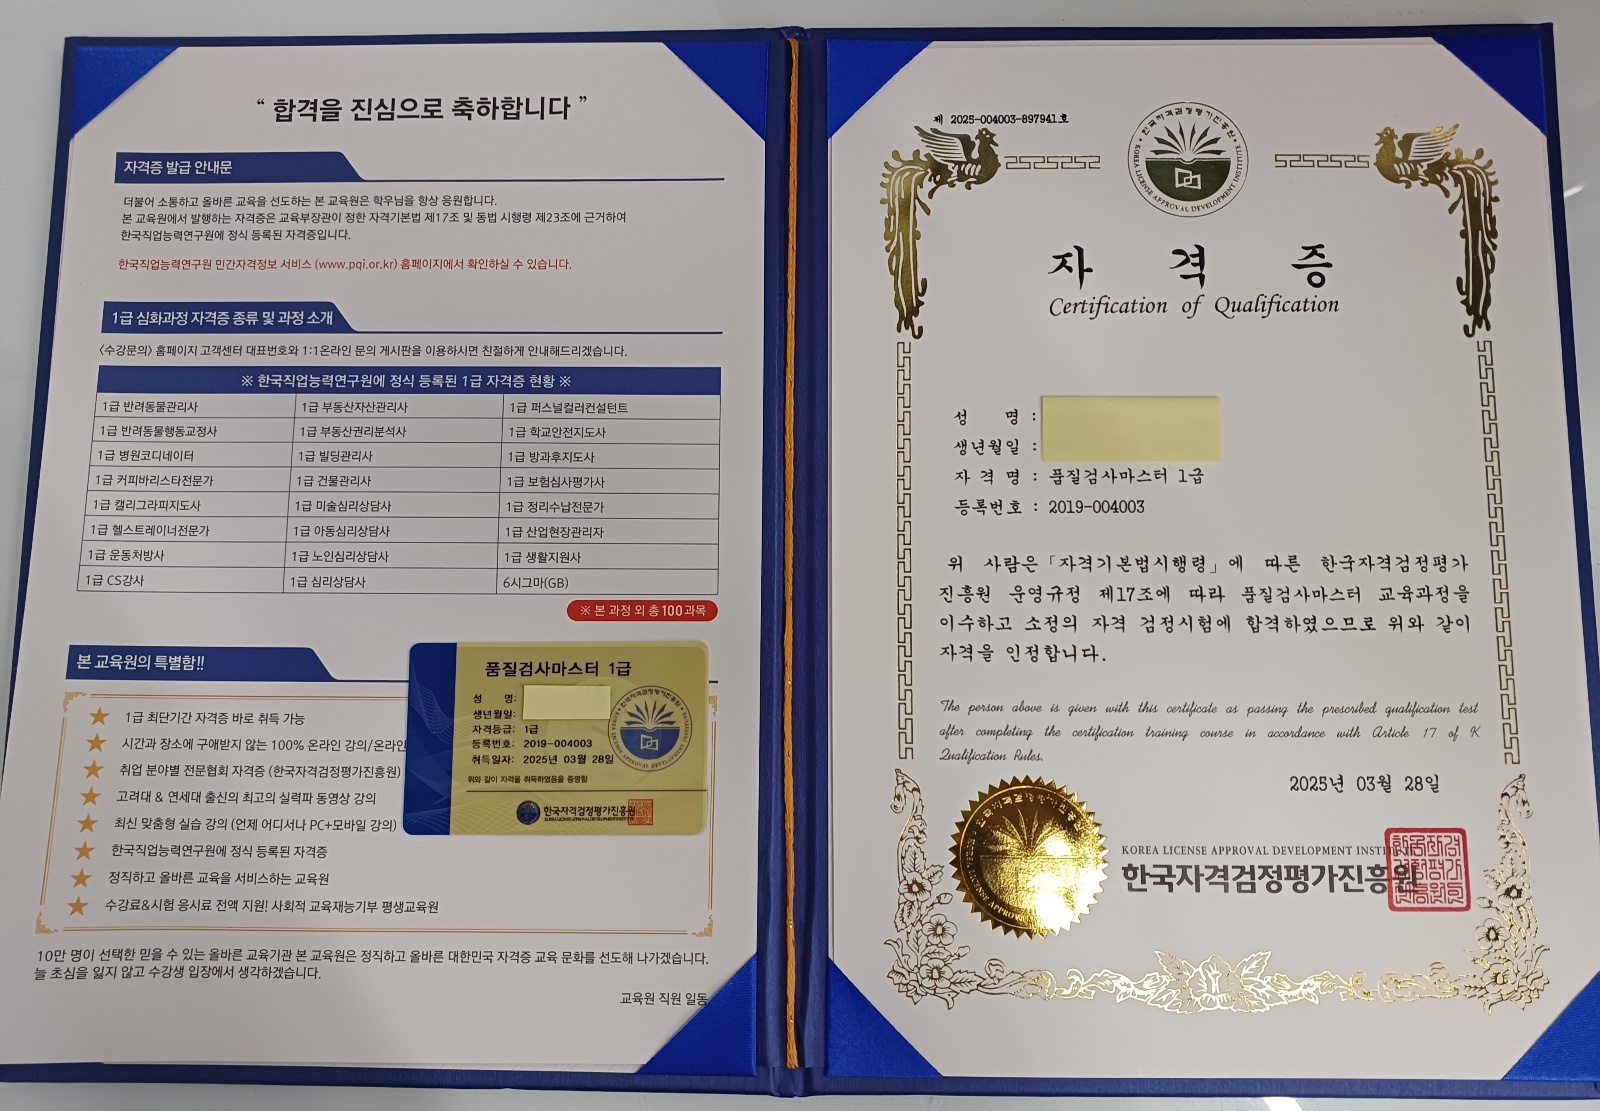 “ 합격을 진심으로 축하합니다 ”
자격증 발급 안내문
더불어 소통하고 올바른 교육을 선도하는 본 교육원은 학우님을 항상 응원합니다.
본 교육원에서 발행하는 자격증은 교육부장관이 정한 자격기본법 제17조 및 동법 시행령 제23조에 근거하여
한국직업능력연구원에 정식 등록된 자격증입니다.
한국직업능력연구원 민간자격정보 서비스 (www.pqi.or.kr) 홈페이지에서 확인하실 수 있습니다.
1급 심화과정 자격증 종류 및 과정 소개
<수강문의> 홈페이지 고객센터 대표번호와 1:1온라인 문의 게시판을 이용하시면 친절하게 안내해드리겠습니다.
※ 한국직업능력연구원에 정식 등록된 1급 자격증 현황 ※
1급 반려동물관리사 1급 부동산자산관리사 1급 퍼스널컬러컨설턴트
1급 반려동물행동교정사 1급 부동산권리분석사 1급 학교안전지도사
1급 병원코디네이터 1급 빌딩관리사 1급 방과후지도사
1급 커피바리스타전문가 1급 건물관리사 1급 보험심사평가사
1급 캘리그라피지도사 1급 미술심리상담사 1급 정리수납전문가
1급 헬스트레이너전문가 1급 아동심리상담사 1급 산업현장관리자
1급 운동처방사 1급 노인심리상담사 1급 생활지원사
1급 CS강사 1급 심리상담사 6시그마(GB)
※ 본 과정 외 총100과목
본 교육원의 특별함!!
1급 최단기간 자격증 바로 취득 가능
시간과 장소에 구애받지 않는 100% 온라인 강의/온라인
취업 분야별 전문협회 자격증 (한국자격검정평가진흥원)
고려대 & 연세대 출신의 최고의 실력파 동영상 강의
최신 맞춤형 실습 강의 (언제 어디서나 PC+모바일 강의)
한국직업능력연구원에 정식 등록된 자격증
정직하고 올바른 교육을 서비스하는 교육원
수강료&시험 응시료 전액 지원! 사회적 교육재능기부 평생교육원
10만 명이 선택한 믿을 수 있는 올바른 교육기관 본 교육원은 정직하고 올바른 대한민국 자격증 교육 문화를 선도해 나가겠습니다.
늘 초심을 잃지 않고 수강생 입장에서 생각하겠습니다.
교육원 직원 일동
품질검사마스터 1급
성 명:
생년월일:
자격등급: 1급
등록번호: 2019-004003
취득일자: 2025년 03월 28일
위와 같이 자격을 취득하였음을 증명함
한국자격검정평가진흥원
KOREA LICENSE APPROVAL DEVELOPMENT INSTITUTE
제 2025-004003-897941호
한국자격검정평가진흥원
KOREA LICENSE APPROVAL DEVELOPMENT INSTITUTE
자 격 증
Certification of Qualification
성 명 :
생년월일 :
자 격 명 : 품질검사마스터 1급
등록번호 : 2019-004003
위 사람은 「자격기본법시행령」에 따른 한국자격검정평가
진흥원 운영규정 제17조에 따라 품질검사마스터 교육과정을
이수하고 소정의 자격 검정시험에 합격하였으므로 위와 같이
자격을 인정합니다.
The person above is given with this certificate as passing the prescribed qualification test
after completing the certification training course in accordance with Article 17 of K
Qualification Rules.
2025년 03월 28일
KOREA LICENSE APPROVAL DEVELOPMENT INSTITUTE
한국자격검정평가진흥원